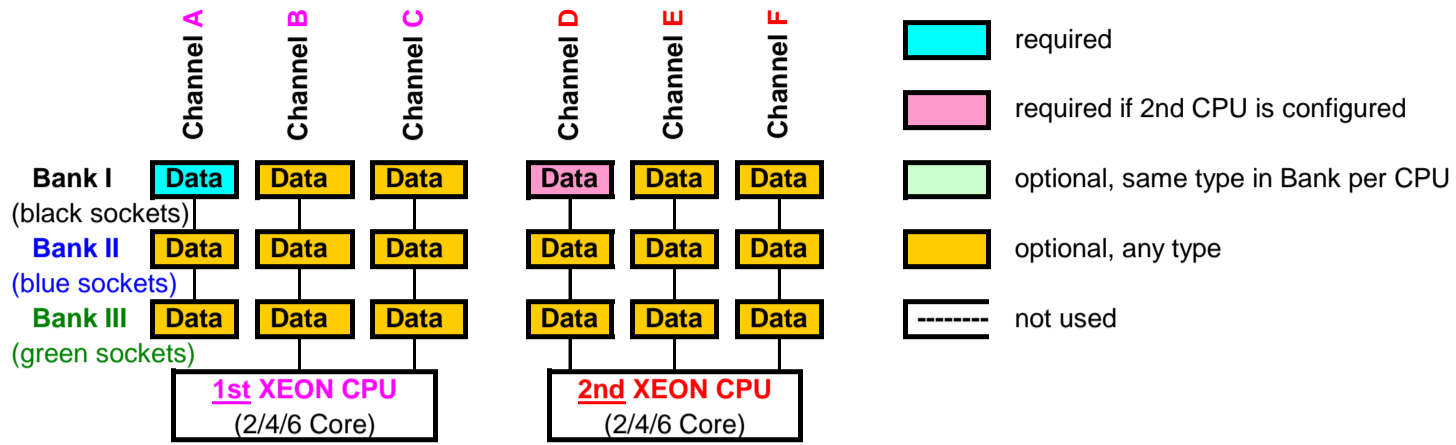 Channel A
Channel B
Channel C
Channel D
Channel E
Channel F
required
required if 2nd CPU is configured
Bank I Data Data Data Data Data Data
(black sockets)
optional, same type in Bank per CPU
Bank II Data Data Data Data Data Data
(blue sockets)
optional, any type
Bank III Data Data Data Data Data Data
(green sockets)
-------- not used
1st XEON CPU
(2/4/6 Core)
2nd XEON CPU
(2/4/6 Core)